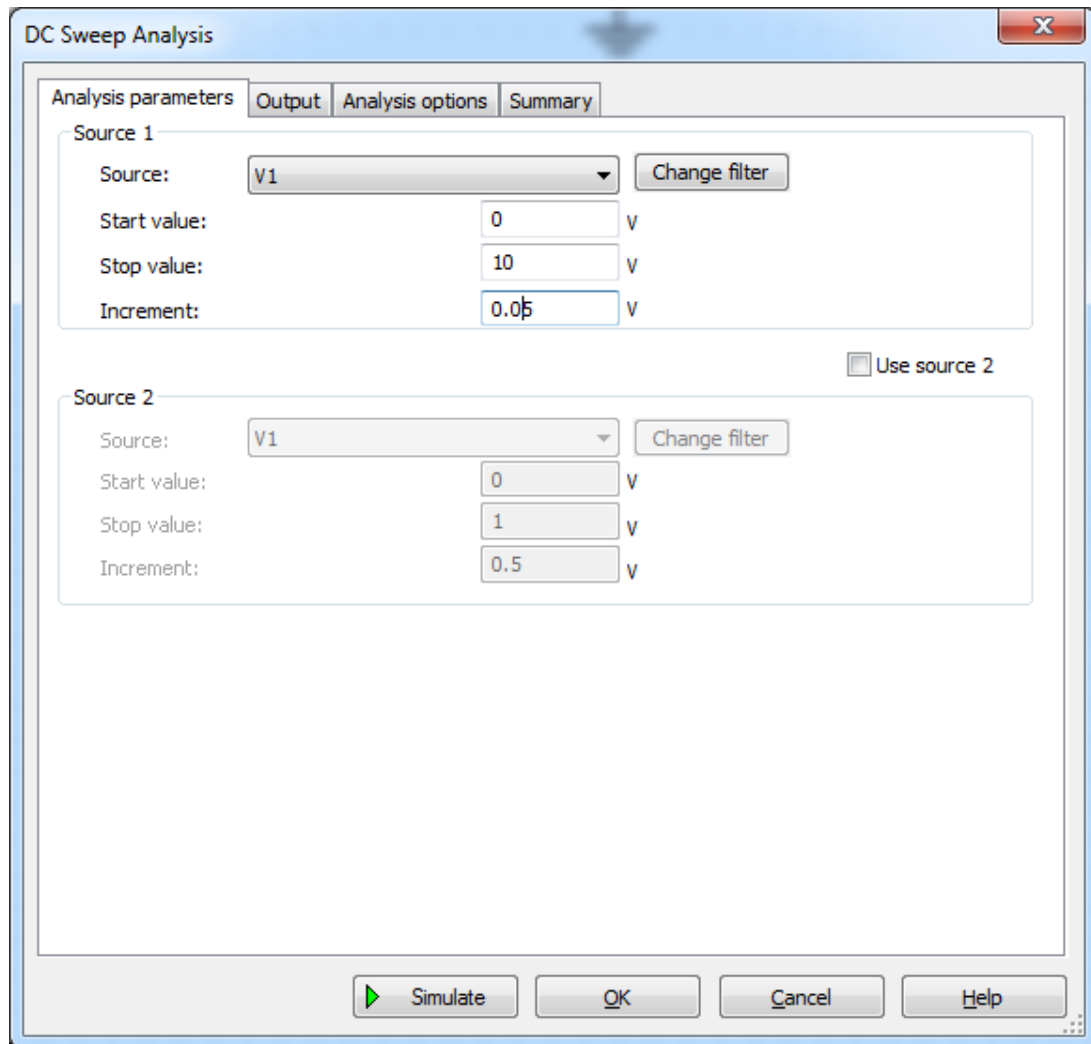 DC Sweep Analysis
Analysis parameters Output Analysis options Summary
Source 1
Source: V1 Change filter
Start value: 0 V
Stop value: 10 V
Increment: 0.05 V
Use source 2
Source 2
Source: V1 Change filter
Start value: 0 V
Stop value: 1 V
Increment: 0.5 V
Simulate OK Cancel Help